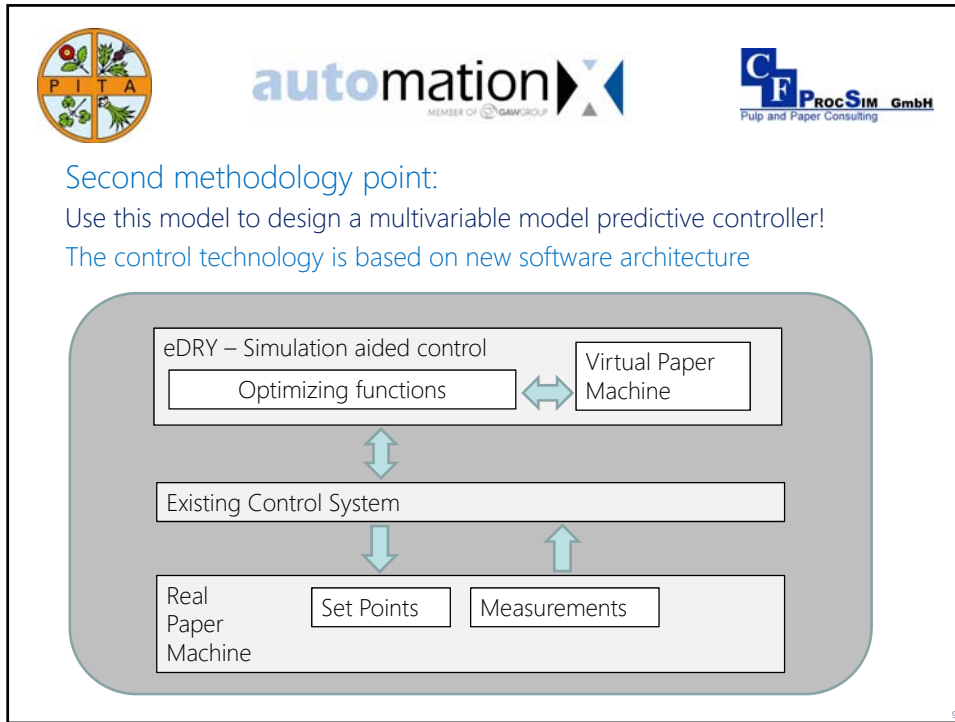 P I T A
automation
MEMBER OF GAWGROUP
CF PROCSIM GmbH
Pulp and Paper Consulting
Second methodology point:
Use this model to design a multivariable model predictive controller!
The control technology is based on new software architecture
eDRY – Simulation aided control
Optimizing functions
Virtual Paper
Machine
Existing Control System
Real
Paper
Machine
Set Points
Measurements
9